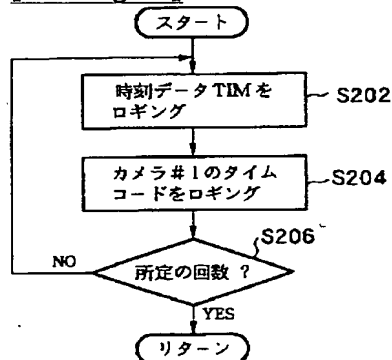 スタート
時刻データTIMを
ロギング
S202
カメラ#1のタイム
コードをロギング
S204
所定の回数?
S206
NO
YES
リターン